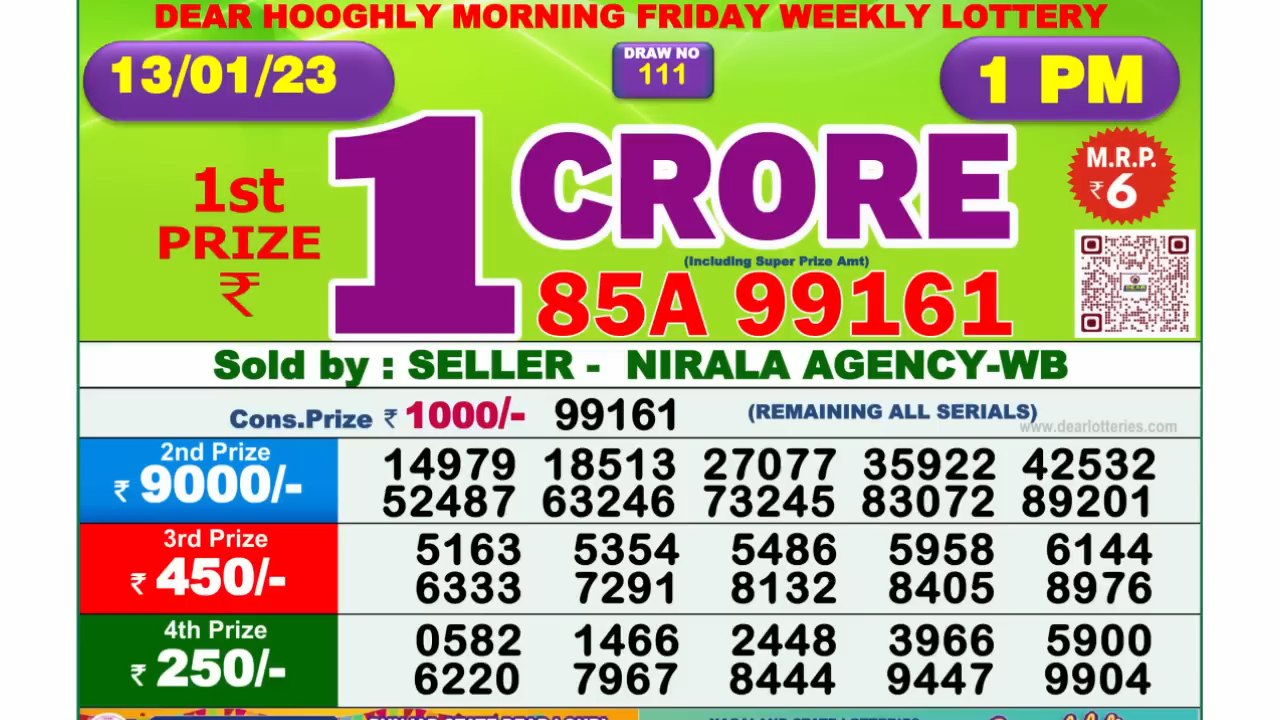 DEAR HOOGHLY MORNING FRIDAY WEEKLY LOTTERY
13/01/23
DRAW NO
111
1 PM
1st
PRIZE
₹
1 CRORE
(Including Super Prize Amt)
85A 99161
M.R.P.
₹6
Sold by : SELLER - NIRALA AGENCY-WB
Cons.Prize ₹ 1000/- 99161 (REMAINING ALL SERIALS)
www.dearlotteries.com
2nd Prize
₹ 9000/-
14979 18513 27077 35922 42532
52487 63246 73245 83072 89201
3rd Prize
₹ 450/-
5163 5354 5486 5958 6144
6333 7291 8132 8405 8976
4th Prize
₹ 250/-
0582 1466 2448 3966 5900
6220 7967 8444 9447 9904